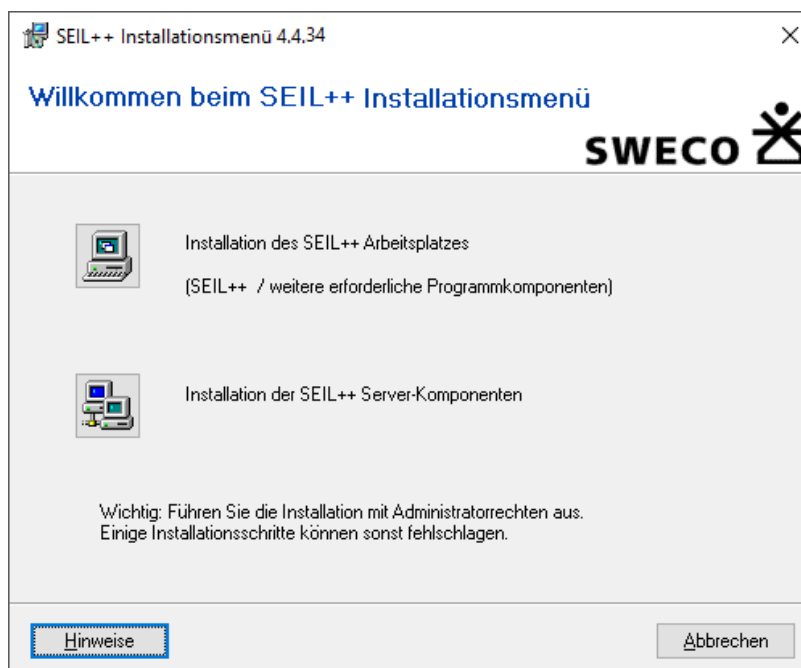 SEIL++ Installationsmenü 4.4.34
Willkommen beim SEIL++ Installationsmenü
SWECO
Installation des SEIL++ Arbeitsplatzes
(SEIL++ / weitere erforderliche Programmkomponenten)
Installation der SEIL++ Server-Komponenten
Wichtig: Führen Sie die Installation mit Administratorrechten aus.
Einige Installationsschritte können sonst fehlschlagen.
Hinweise
Abbrechen